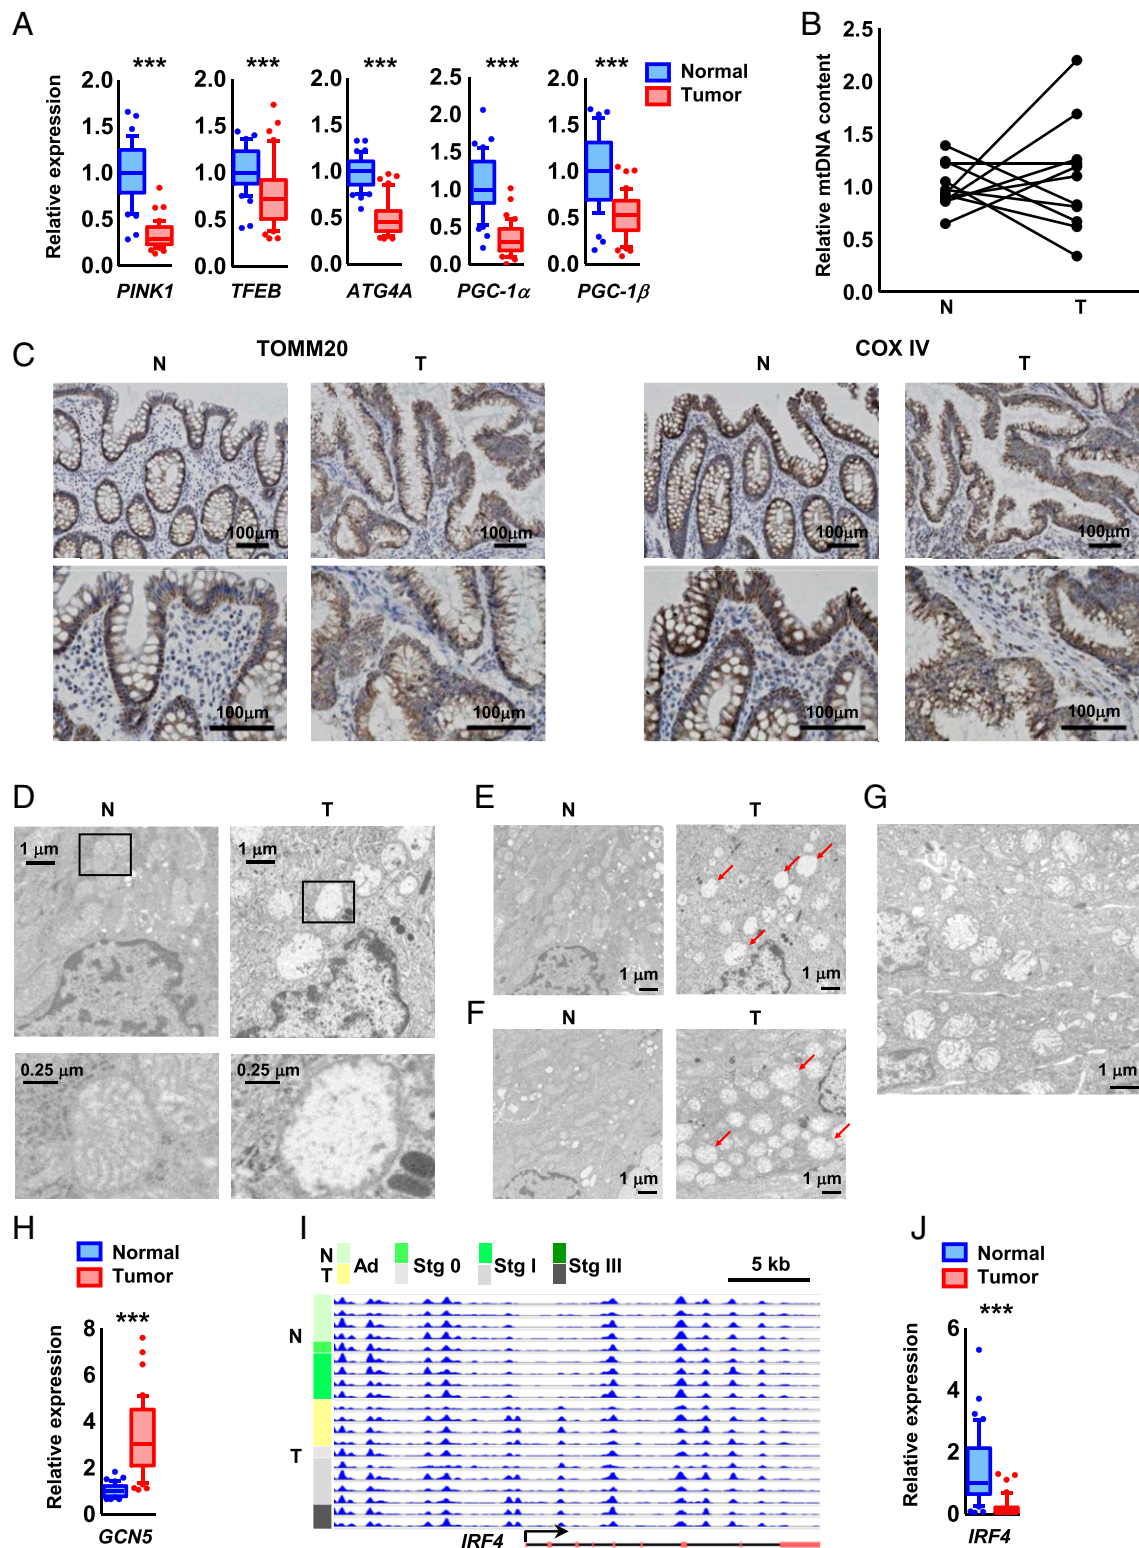 A
Relative expression
2.0
1.5
1.0
0.5
0.0
***
PINK1
2.0
1.5
1.0
0.5
0.0
***
TFEB
2.0
1.5
1.0
0.5
0.0
***
ATG4A
2.5
2.0
1.5
1.0
0.5
0.0
***
PGC-1α
2.0
1.5
1.0
0.5
0.0
***
PGC-1β
Normal
Tumor
B
Relative mtDNA content
2.5
2.0
1.5
1.0
0.5
0.0
N T
C
TOMM20
N T
100μm 100μm
100μm 100μm
COX IV
N T
100μm 100μm
100μm 100μm
D
N T
1 μm 1 μm
0.25 μm 0.25 μm
E
N T
1 μm 1 μm
F
N T
1 μm 1 μm
G
1 μm
H
Normal
Tumor
Relative expression
8
6
4
2
0
***
GCN5
I
N
T
Ad Stg 0 Stg I Stg III
5 kb
N
T
IRF4
J
Normal
Tumor
Relative expression
6
4
2
0
***
IRF4